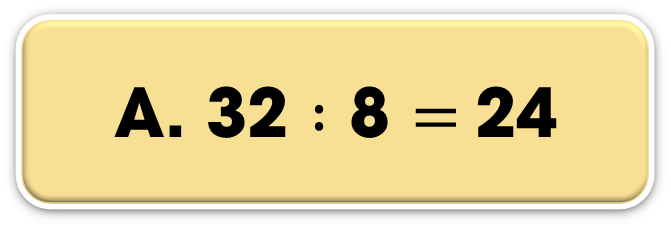 A. 32 : 8 = 24